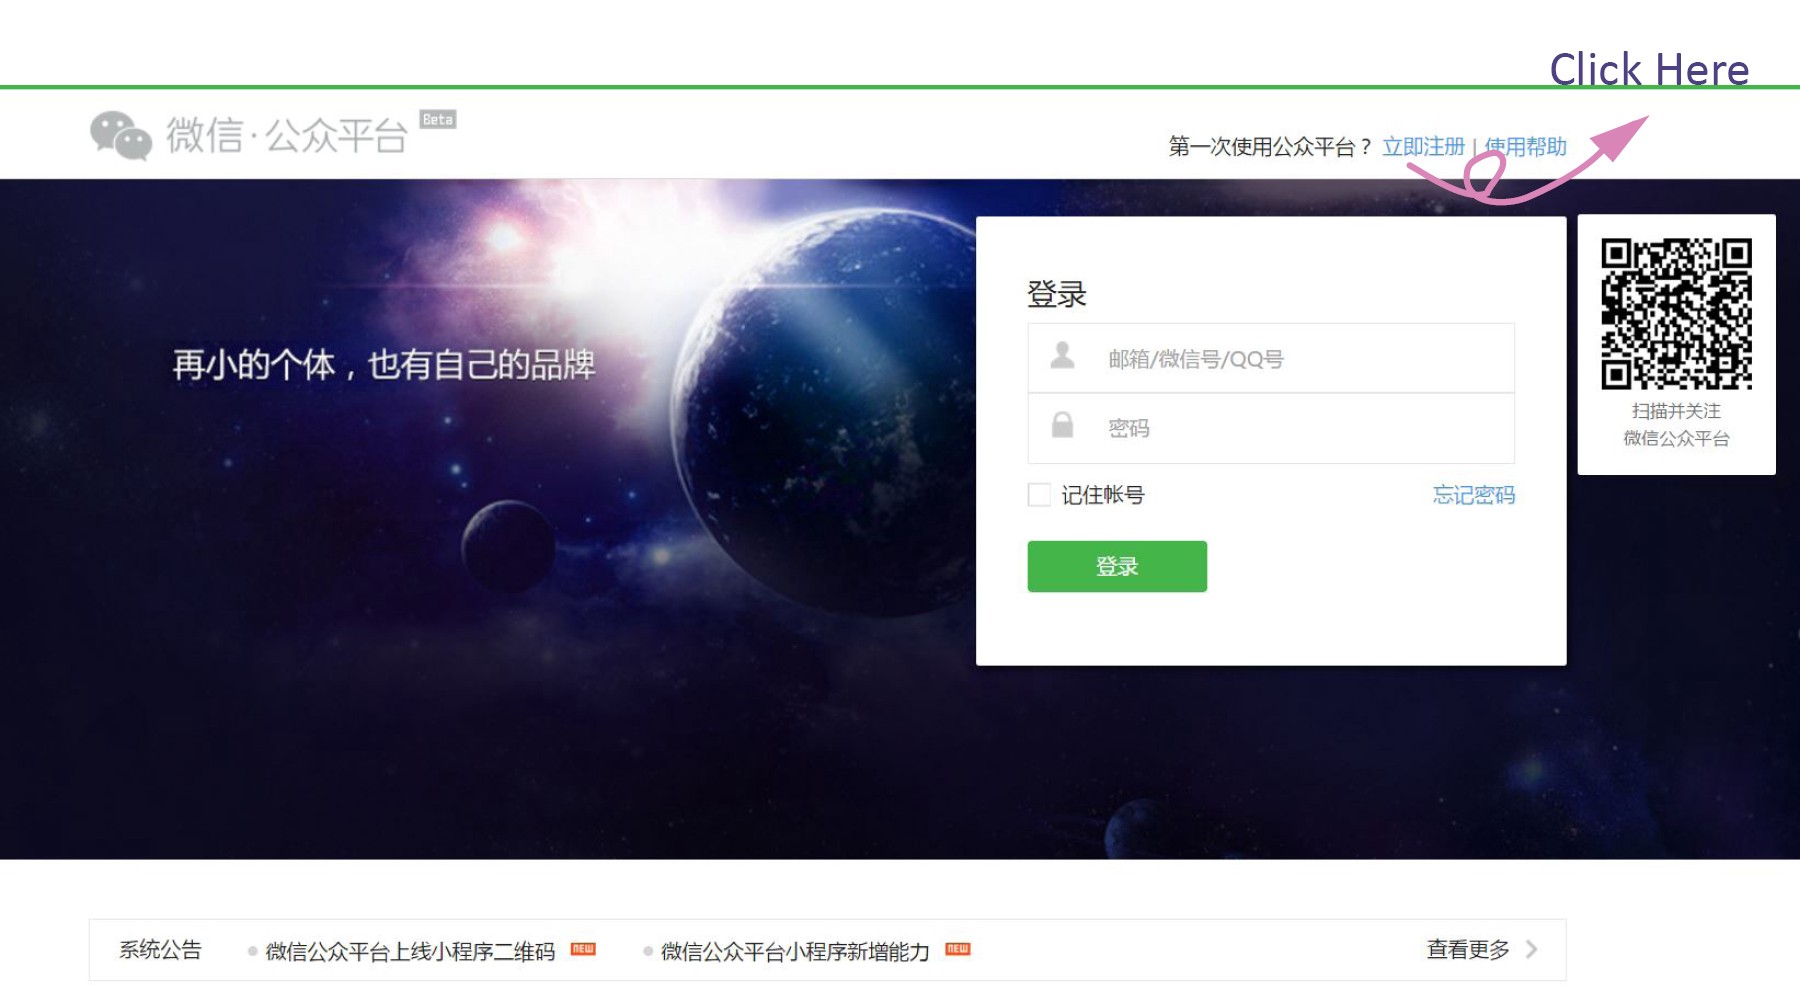 Click Here
微信·公众平台 Beta
第一次使用公众平台？ 立即注册 | 使用帮助
再小的个体，也有自己的品牌
登录
邮箱/微信号/QQ号
密码
记住帐号 忘记密码
登录
扫描并关注
微信公众平台
系统公告 微信公众平台上线小程序二维码 NEW 微信公众平台小程序新增能力 NEW 查看更多